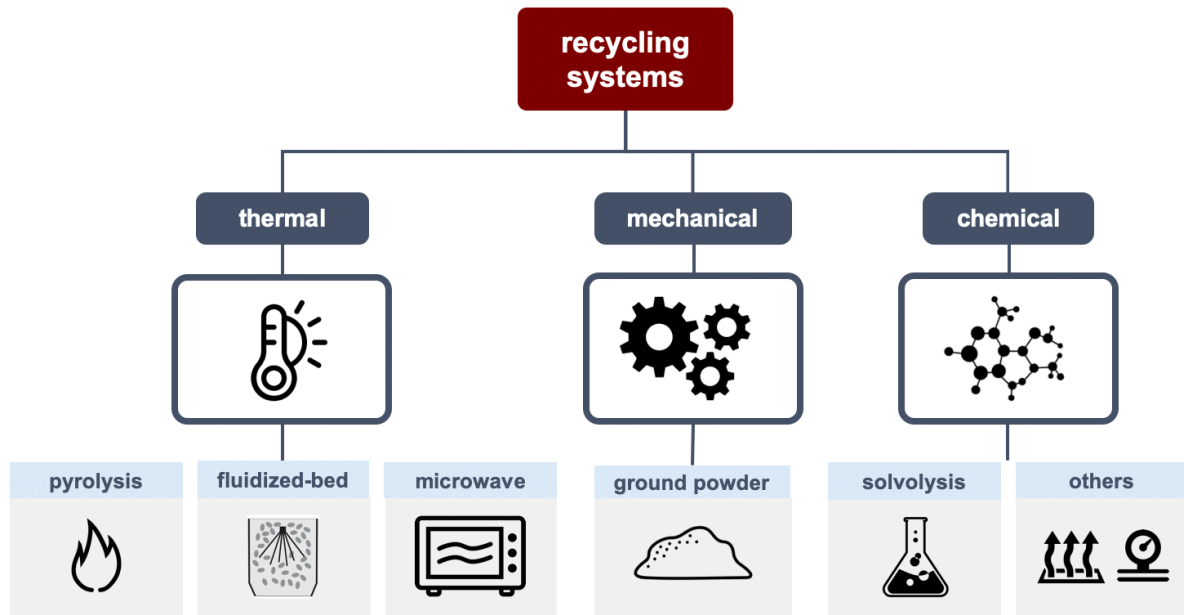 recycling
systems
thermal
mechanical
chemical
pyrolysis
fluidized-bed
microwave
ground powder
solvolysis
others